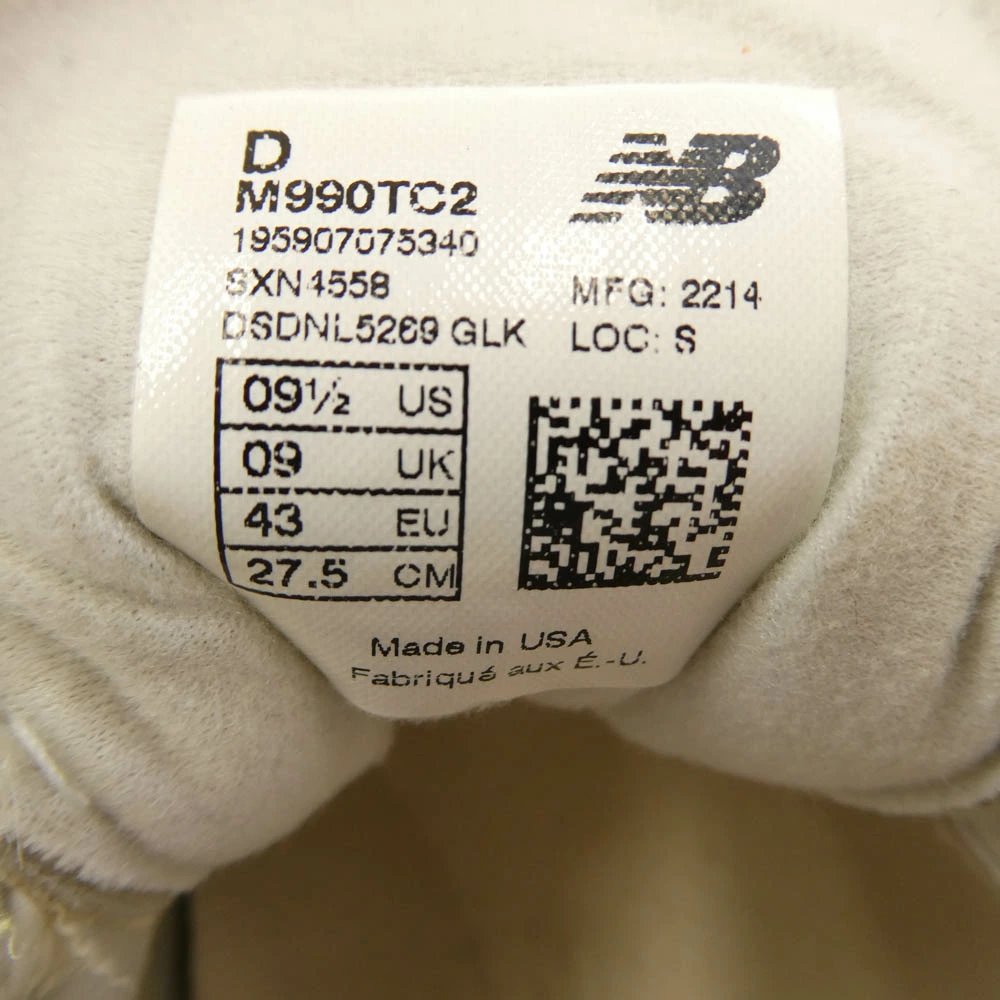 D
M990TC2
195907075340
SXN4558
DSDNL5269 GLK
NB
MFG: 2214
LOC: S
09½ US
09 UK
43 EU
27.5 CM
Made in USA
Fabriqué aux É.-U.